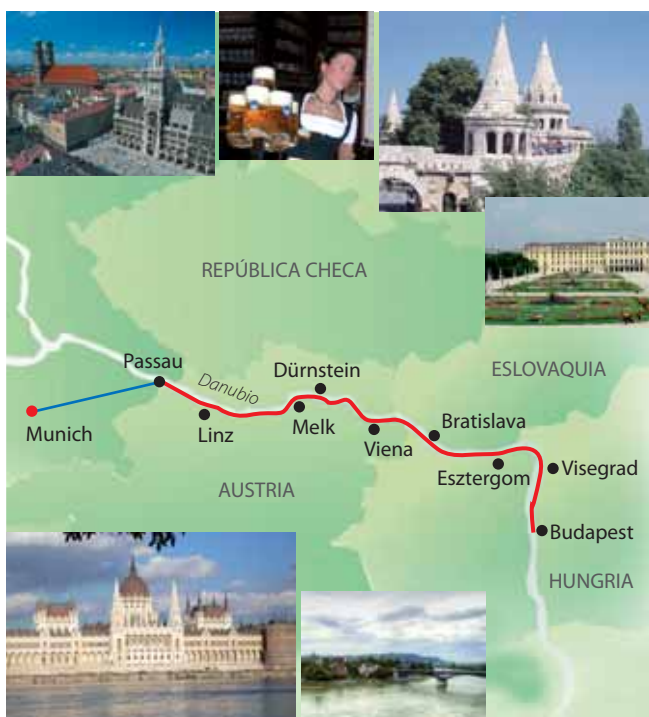 REPÚBLICA CHECA
Passau
Danubio
Dürnstein
ESLOVAQUIA
Munich
Linz
Melk
Viena
Bratislava
Esztergom
Visegrad
AUSTRIA
Budapest
HUNGRIA